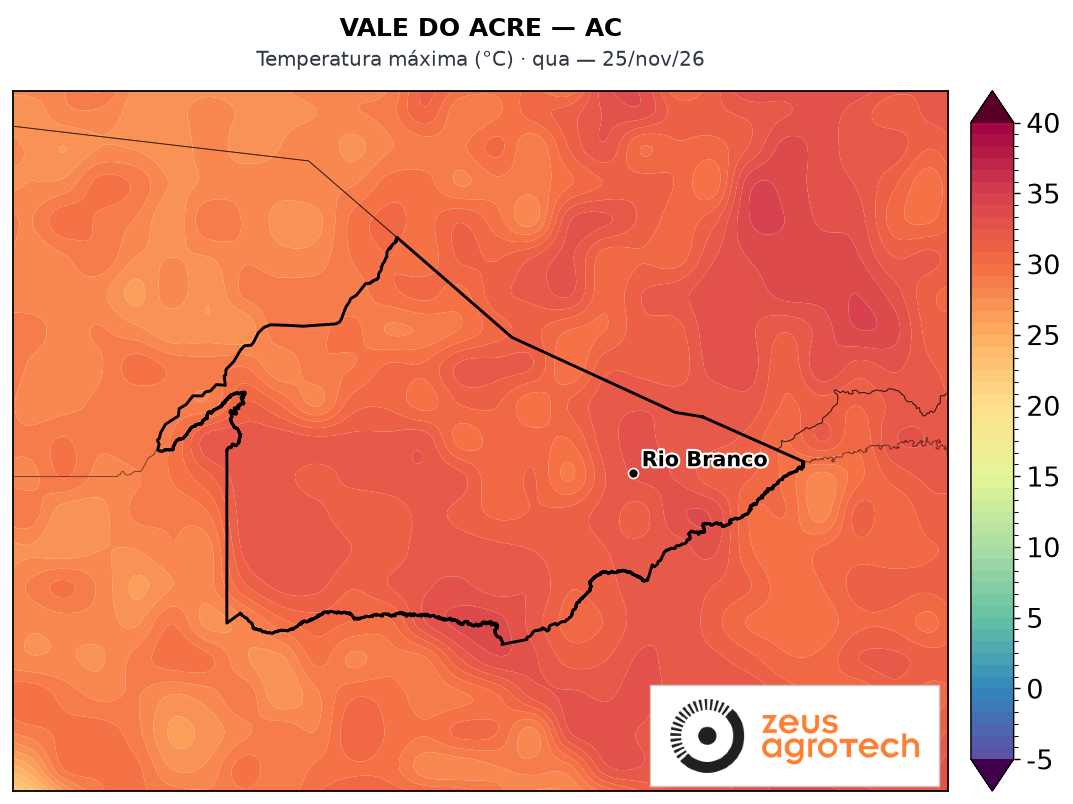 VALE DO ACRE — AC
Temperatura máxima (°C) · qua — 25/nov/26
40
35
30
25
20
15
10
5
0
-5
Rio Branco
zeus
agrotech